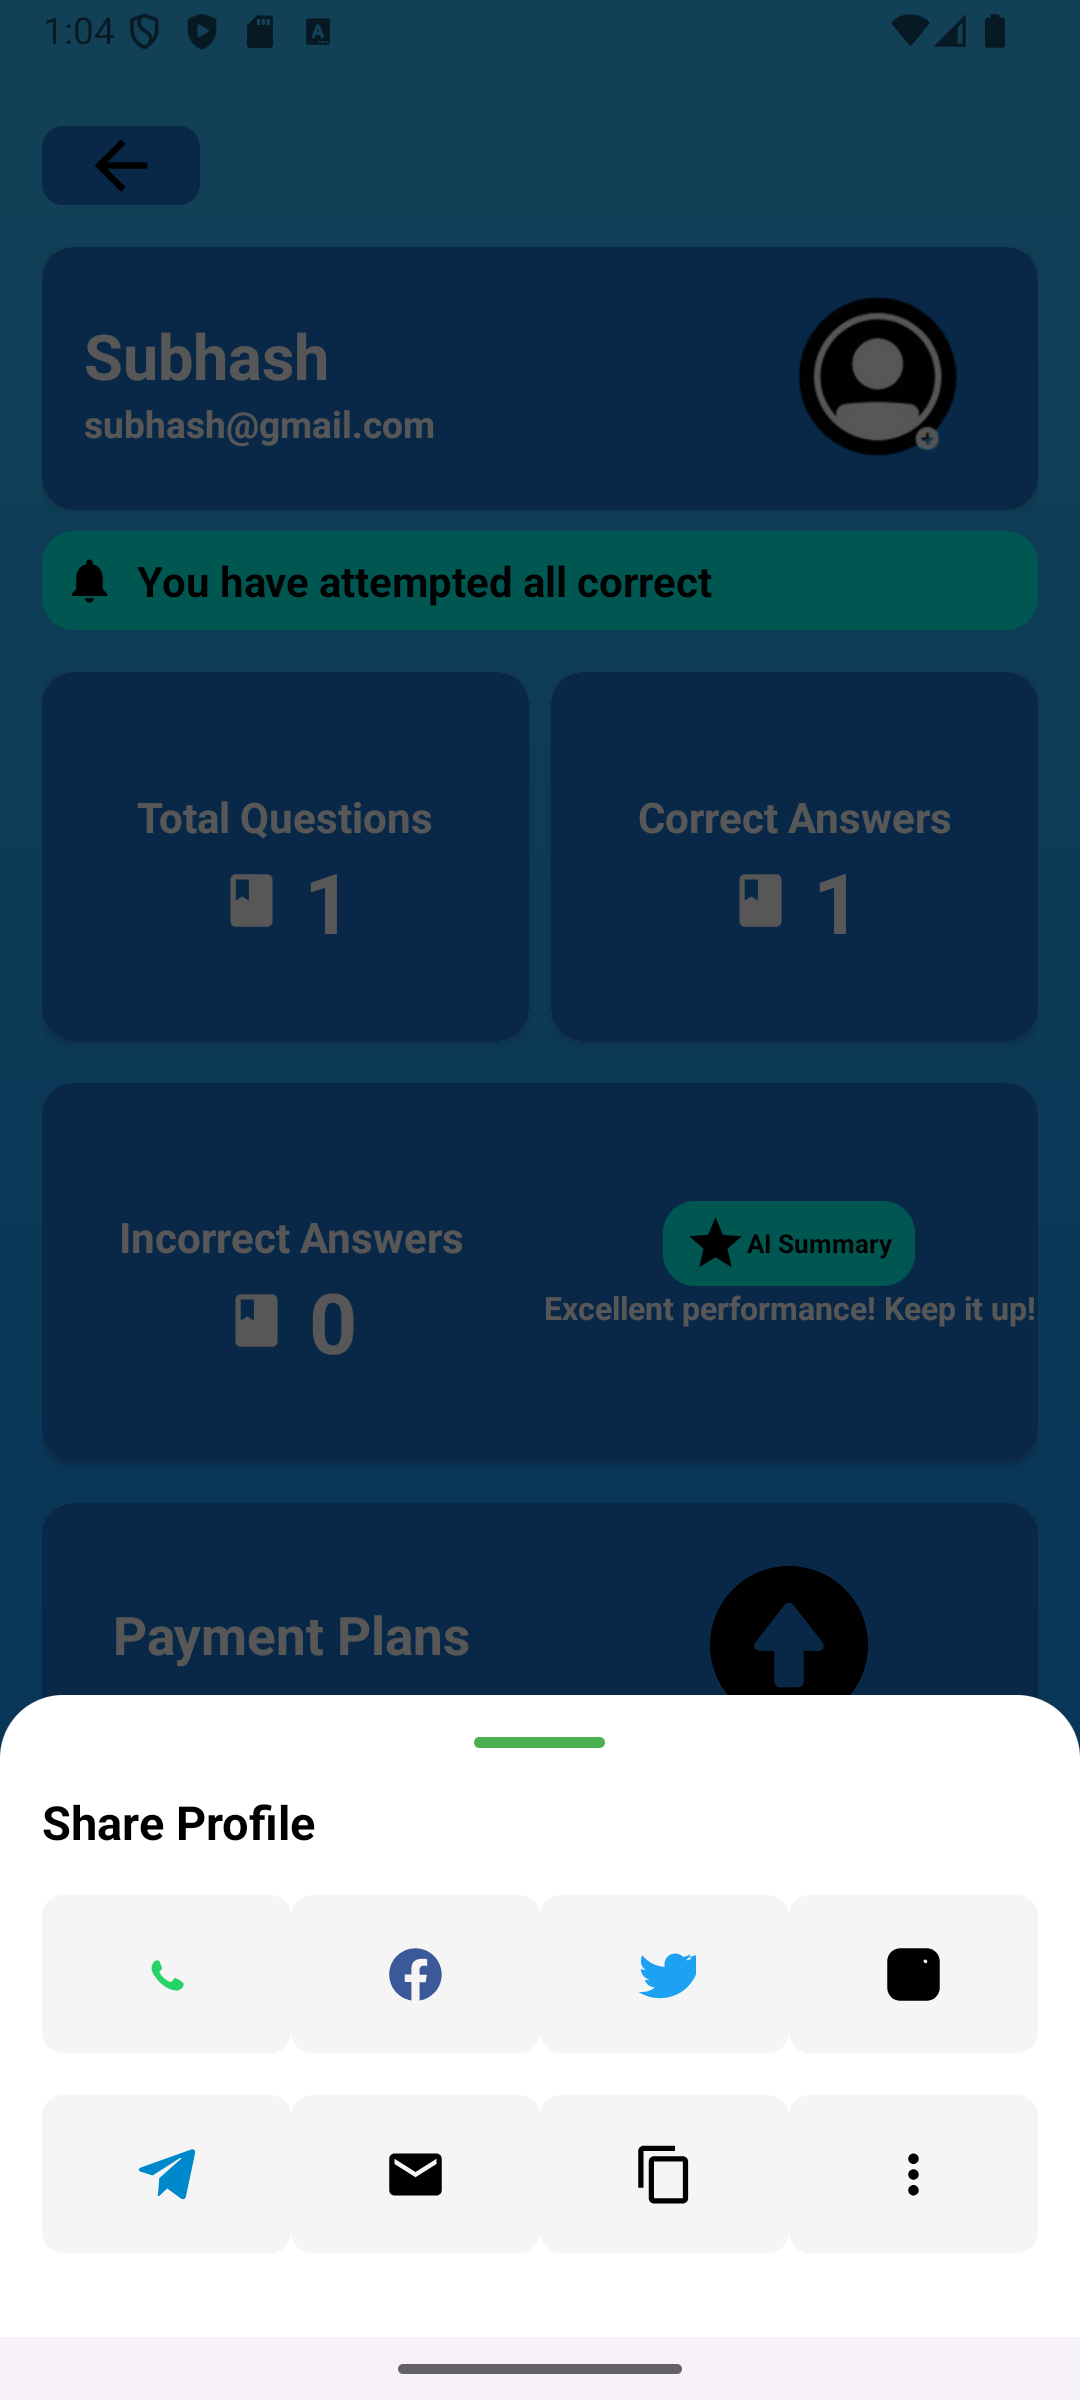 1:04
Subhash
subhash@gmail.com
You have attempted all correct
Total Questions
1
Correct Answers
1
Incorrect Answers
0
AI Summary
Excellent performance! Keep it up!
Payment Plans
Share Profile